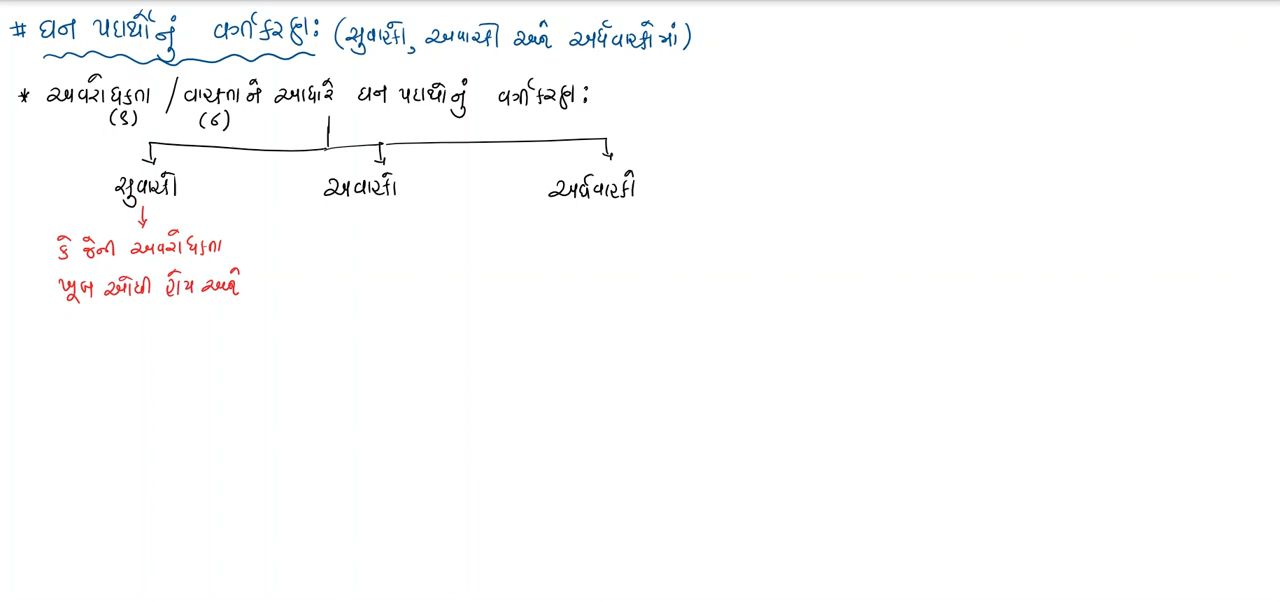 # ઘન પદાર્થોનું વર્ગીકરણ: (સુવાહકો, અવાહકો અને અર્ધવાહકોમાં)
* અવરોધકતા / વાહકતાને આધારે ઘન પદાર્થોનું વર્ગીકરણ:
(ρ) (σ)
સુવાહકો અવાહકો અર્ધવાહકો
કે જેની અવરોધકતા
ખૂબ ઓછી હોય અને